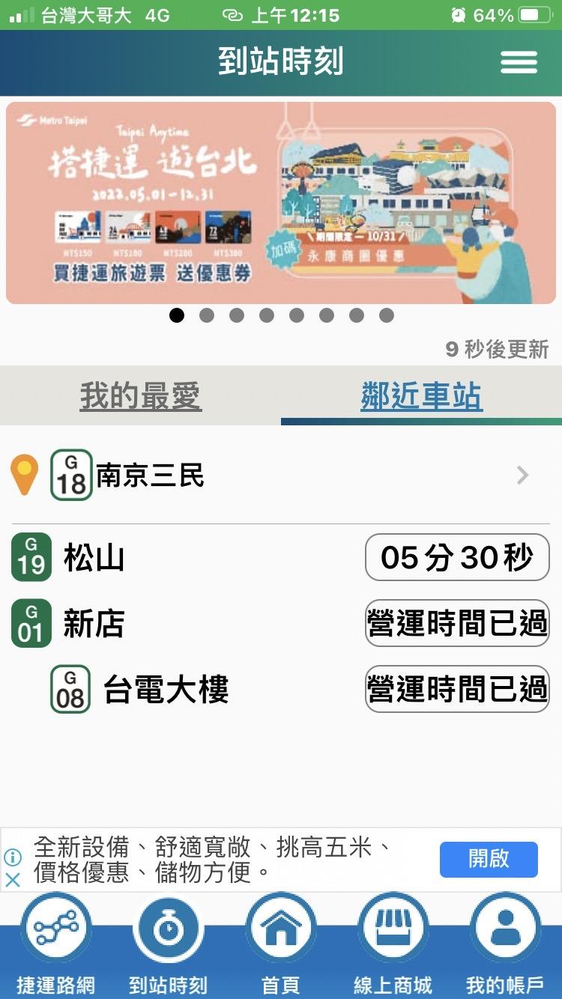 台灣大哥大 4G 上午12:15 64%
到站時刻
Metro Taipei
Taipei Anytime
搭捷運 遊台北
2022.05.01-12.31
NT$150 NT$180 NT$280 NT$380
買捷運旅遊票 送優惠券
加碼
\ 期間限定 — 10/31 /
永康商圈優惠
9 秒後更新
我的最愛 鄰近車站
G
18 南京三民
G
19 松山 05分30秒
G
01 新店 營運時間已過
G
08 台電大樓 營運時間已過
全新設備、舒適寬敞、挑高五米、
價格優惠、儲物方便。
開啟
捷運路網 到站時刻 首頁 線上商城 我的帳戶